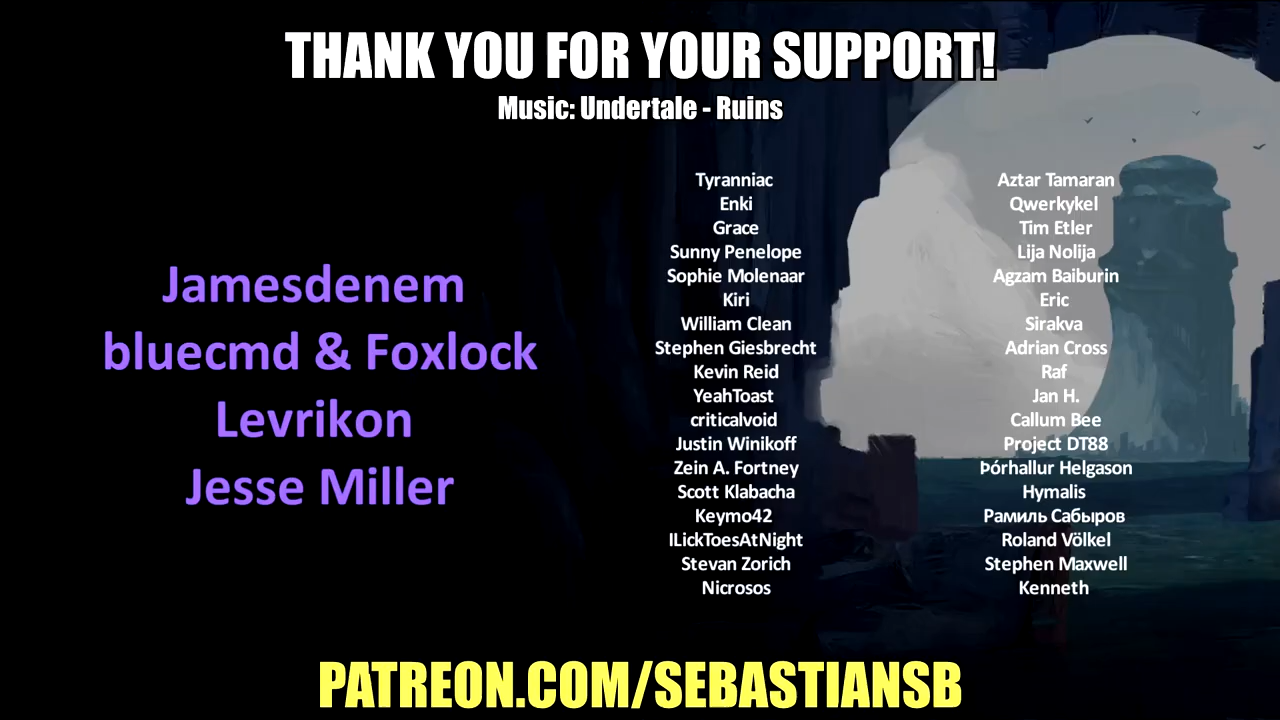 THANK YOU FOR YOUR SUPPORT!
Music: Undertale - Ruins
Jamesdenem
bluecmd & Foxlock
Levrikon
Jesse Miller
Tyranniac
Enki
Grace
Sunny Penelope
Sophie Molenaar
Kiri
William Clean
Stephen Giesbrecht
Kevin Reid
YeahToast
criticalvoid
Justin Winikoff
Zein A. Fortney
Scott Klabacha
Keymo42
ILickToesAtNight
Stevan Zorich
Nicrosos
Aztar Tamaran
Qwerkykel
Tim Etler
Lija Nolija
Agzam Baiburin
Eric
Sirakva
Adrian Cross
Raf
Jan H.
Callum Bee
Project DT88
Þórhallur Helgason
Hymalis
Рамиль Сабыров
Roland Völkel
Stephen Maxwell
Kenneth
PATREON.COM/SEBASTIANSB